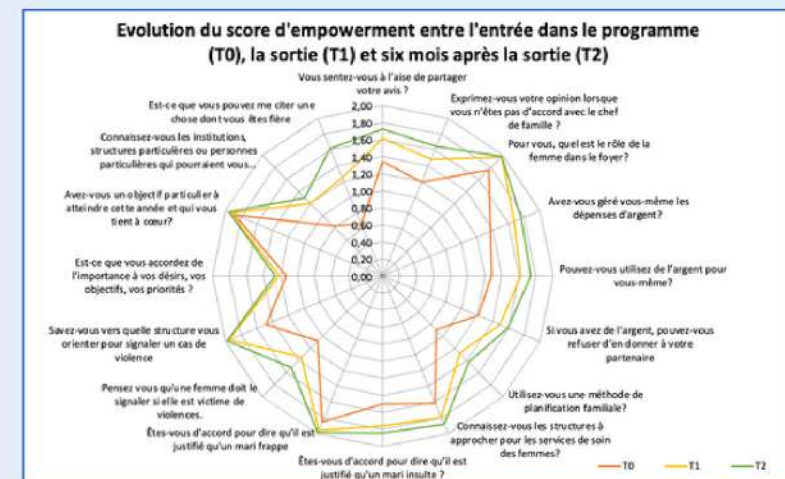 Evolution du score d'empowerment entre l'entrée dans le programme
(T0), la sortie (T1) et six mois après la sortie (T2)
Vous sentez-vous à l'aise de partager
votre avis ?
Exprimez-vous votre opinion lorsque
vous n'êtes pas d'accord avec le chef
de famille ?
Pour vous, quel est le rôle de la
femme dans le foyer?
Avez-vous géré vous-même les
dépenses d'argent?
Pouvez-vous utilisez de l'argent pour
vous-même?
Si vous avez de l'argent, pouvez-vous
refuser d'en donner à votre
partenaire
Utilisez-vous une méthode de
planification familiale?
Connaissez-vous les structures à
approcher pour les services de soin
des femmes?
Êtes-vous d'accord pour dire qu'il est
justifié qu'un mari insulte ?
Êtes-vous d'accord pour dire qu'il est
justifié qu'un mari frappe
Pensez vous qu'une femme doit le
signaler si elle est victime de
violences.
Savez-vous vers quelle structure vous
orienter pour signaler un cas de
violence
Est-ce que vous accordez de
l'importance à vos désirs, vos
objectifs, vos priorités ?
Avez-vous un objectif particulier à
atteindre cette année et qui vous
tient à cœur?
Connaissez-vous les institutions,
structures particulières ou personnes
particulières qui pourraient vous...
Est-ce que vous pouvez me citer une
chose dont vous êtes fière
2,00
1,80
1,60
1,40
1,20
1,00
0,80
0,60
0,40
0,20
0,00
T0
T1
T2